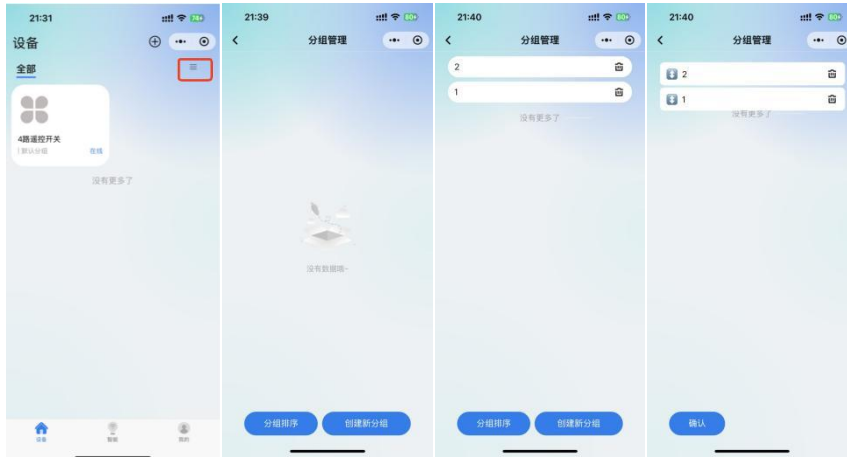 21:31
设备
全部
4路遥控开关
默认分组
在线
没有更多了
设备
智能
我的
21:39
分组管理
没有数据哦~
分组排序
创建新分组
21:40
分组管理
2
1
没有更多了
分组排序
创建新分组
21:40
分组管理
2
1
没有更多了
确认